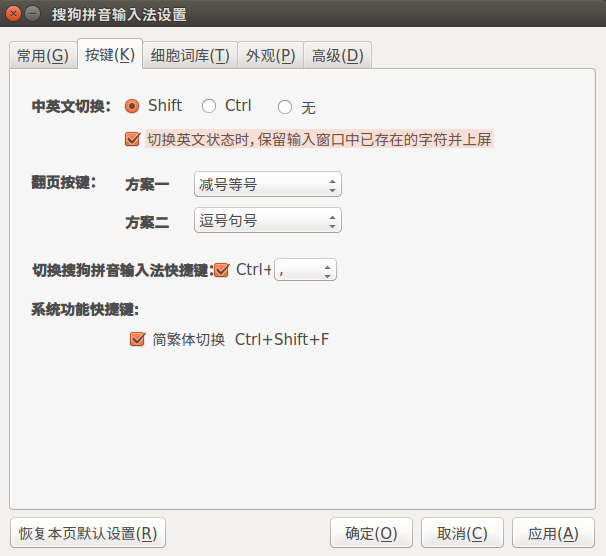 搜狗拼音输入法设置
常用(G) 按键(K) 细胞词库(T) 外观(P) 高级(D)
中英文切换: Shift Ctrl 无
切换英文状态时,保留输入窗口中已存在的字符并上屏
翻页按键: 方案一 减号等号
方案二 逗号句号
切换搜狗拼音输入法快捷键: Ctrl+ ,
系统功能快捷键:
简繁体切换 Ctrl+Shift+F
恢复本页默认设置(R) 确定(O) 取消(C) 应用(A)